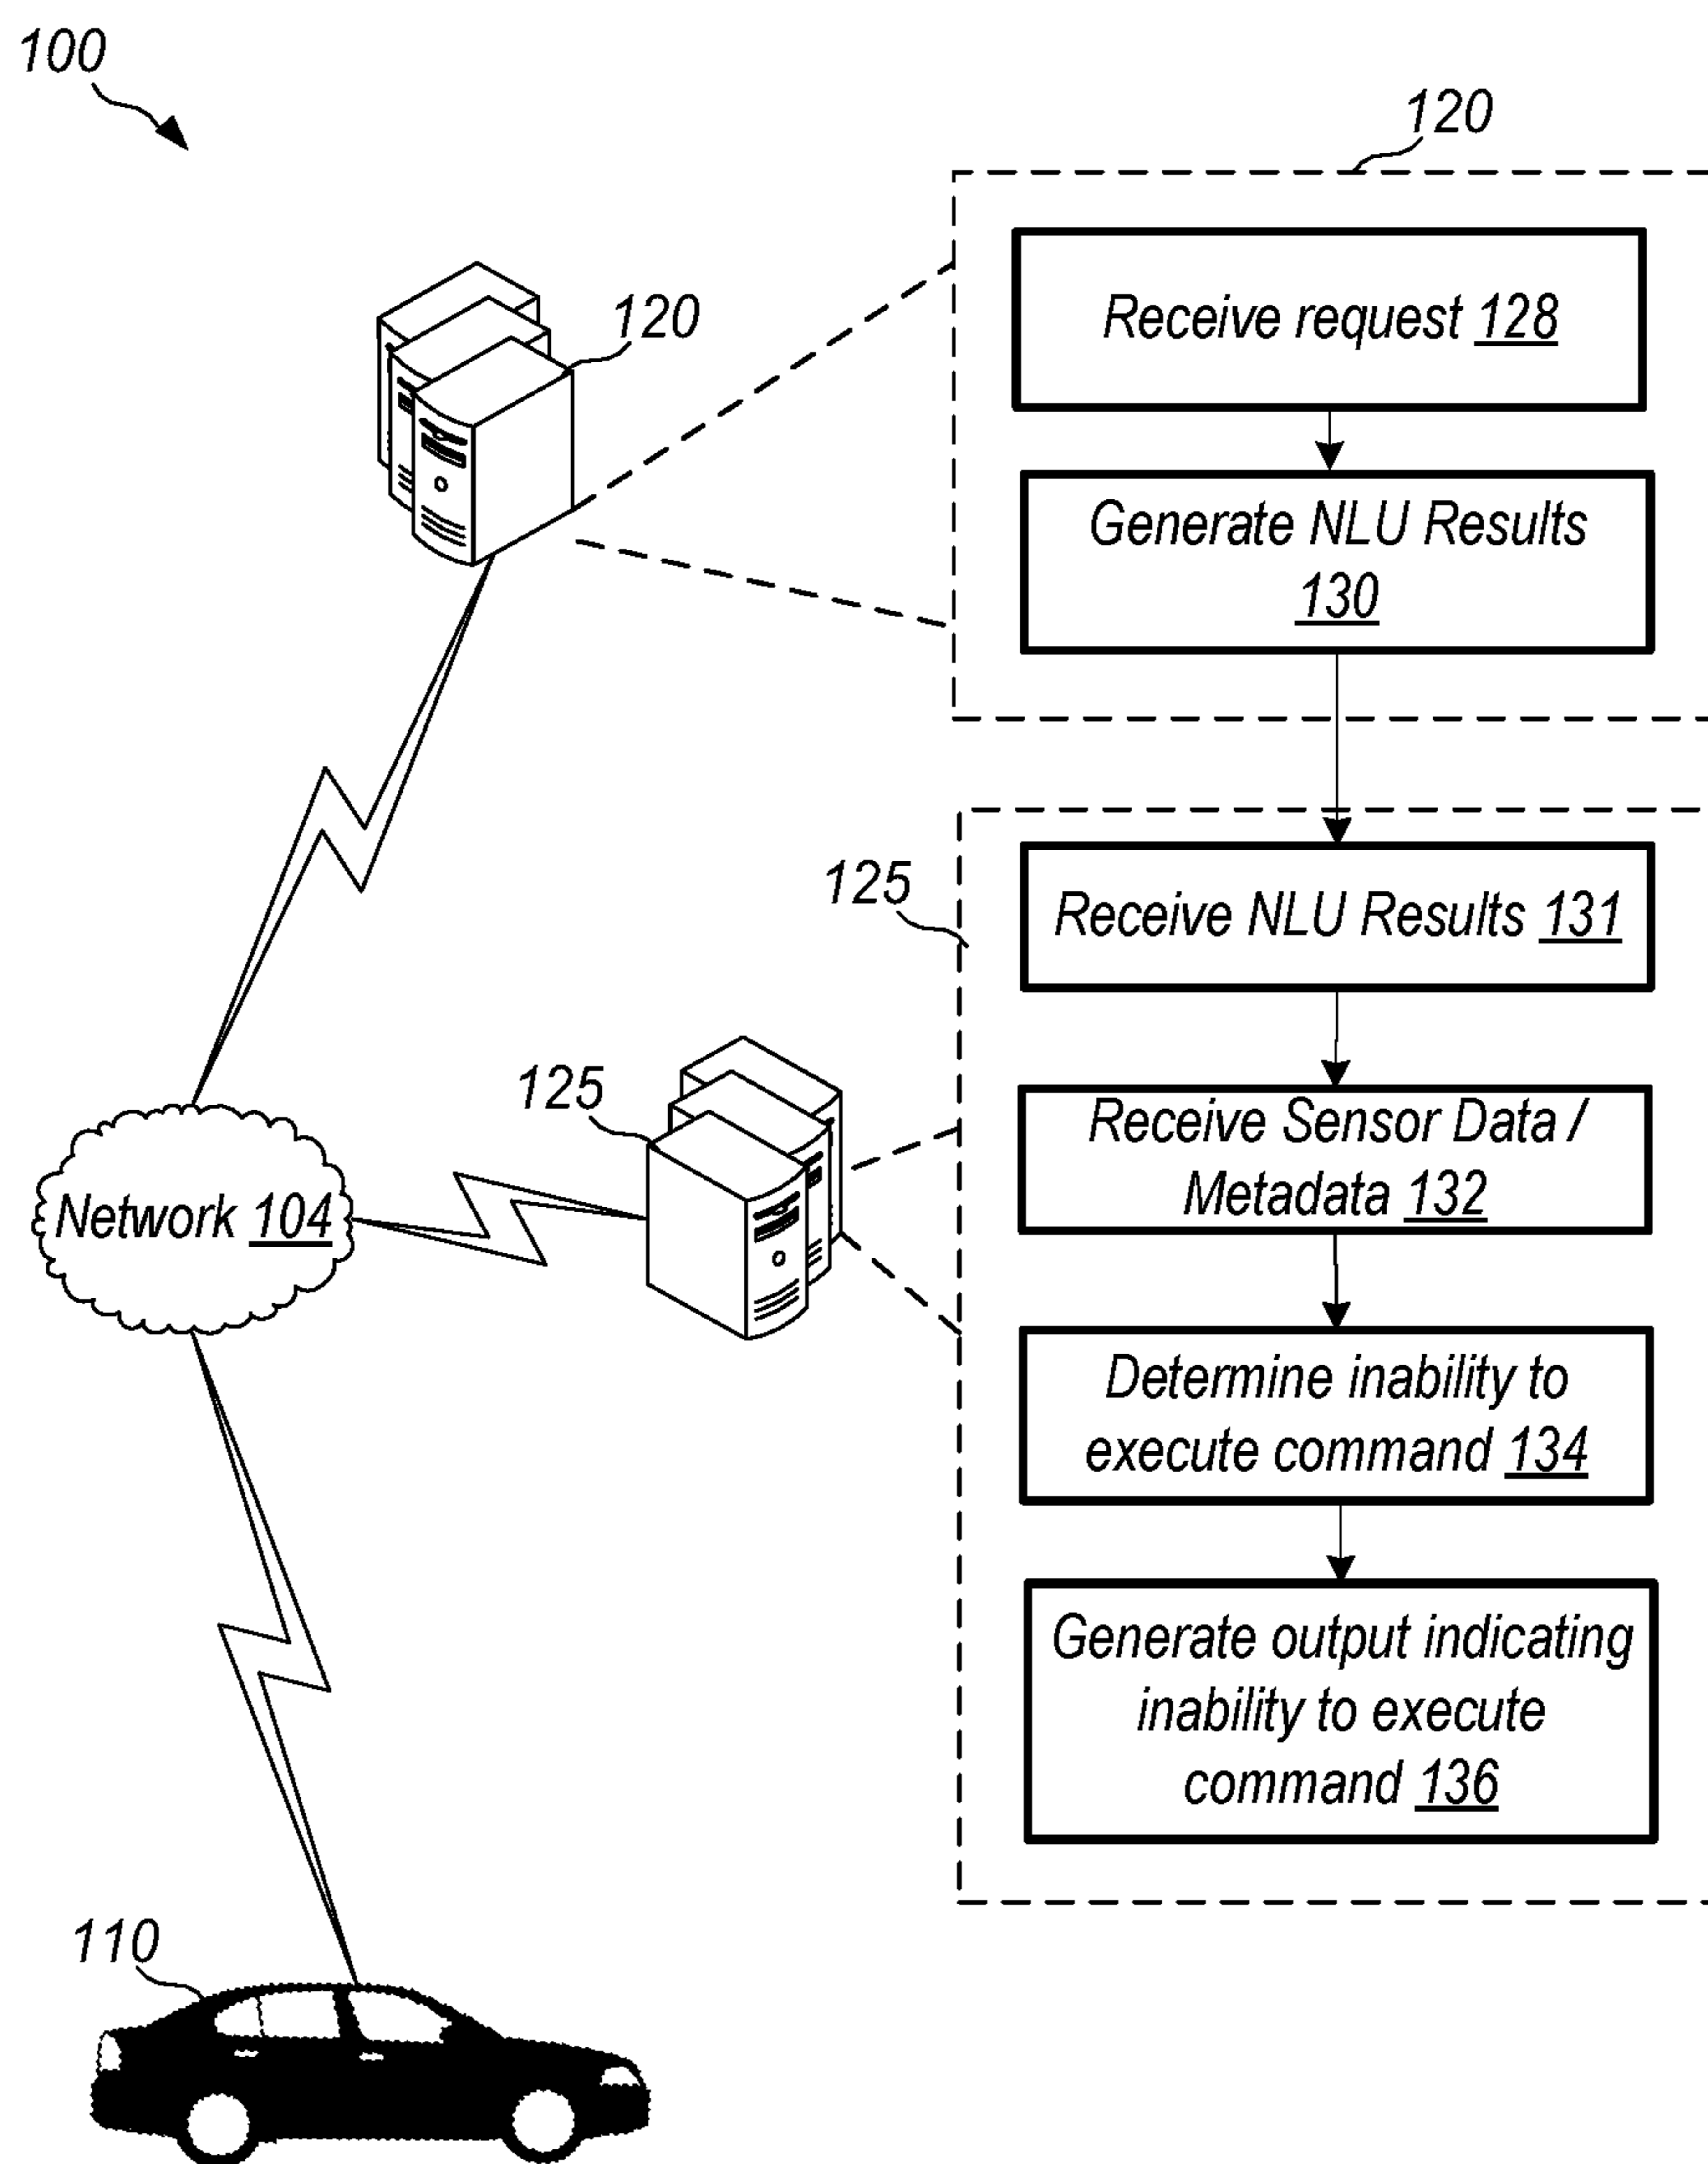 100
120
120
Receive request 128
Generate NLU Results
130
125
Receive NLU Results 131
125
Receive Sensor Data /
Metadata 132
Network 104
Determine inability to
execute command 134
Generate output indicating
inability to execute
command 136
110